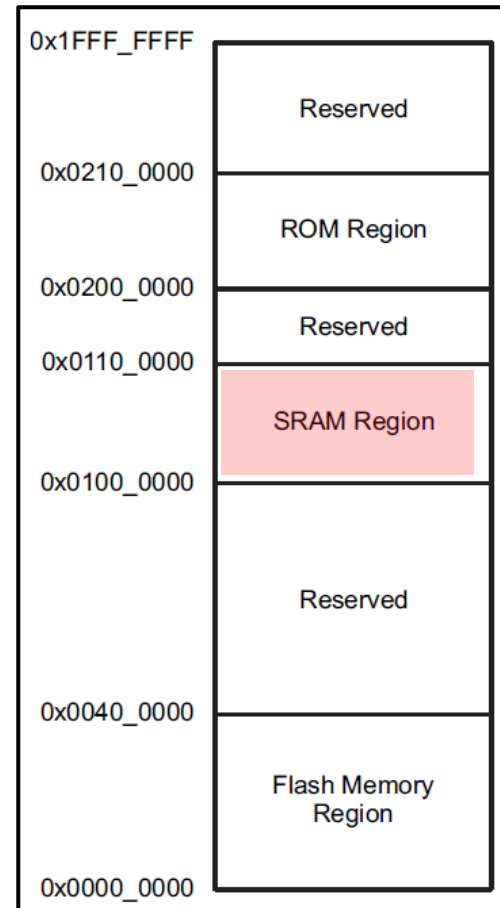 0x1FFF_FFFF
Reserved
0x0210_0000
ROM Region
0x0200_0000
Reserved
0x0110_0000
SRAM Region
0x0100_0000
Reserved
0x0040_0000
Flash Memory
Region
0x0000_0000